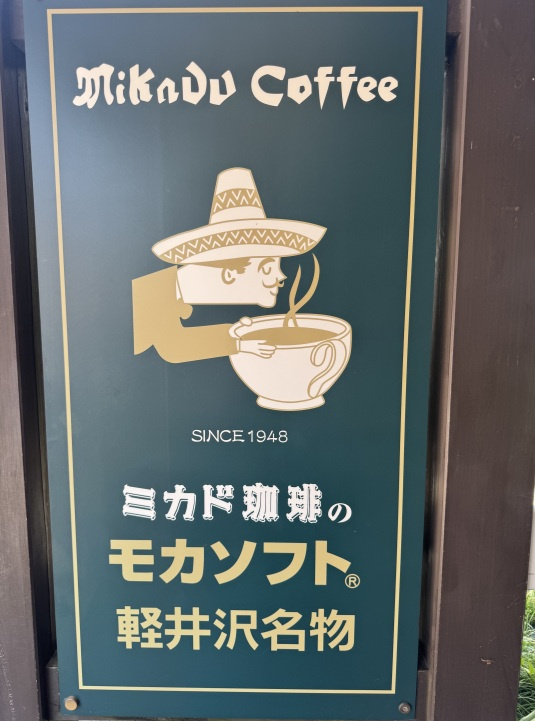 Mikado Coffee
SINCE 1948
ミカド珈琲の
モカソフト®
軽井沢名物